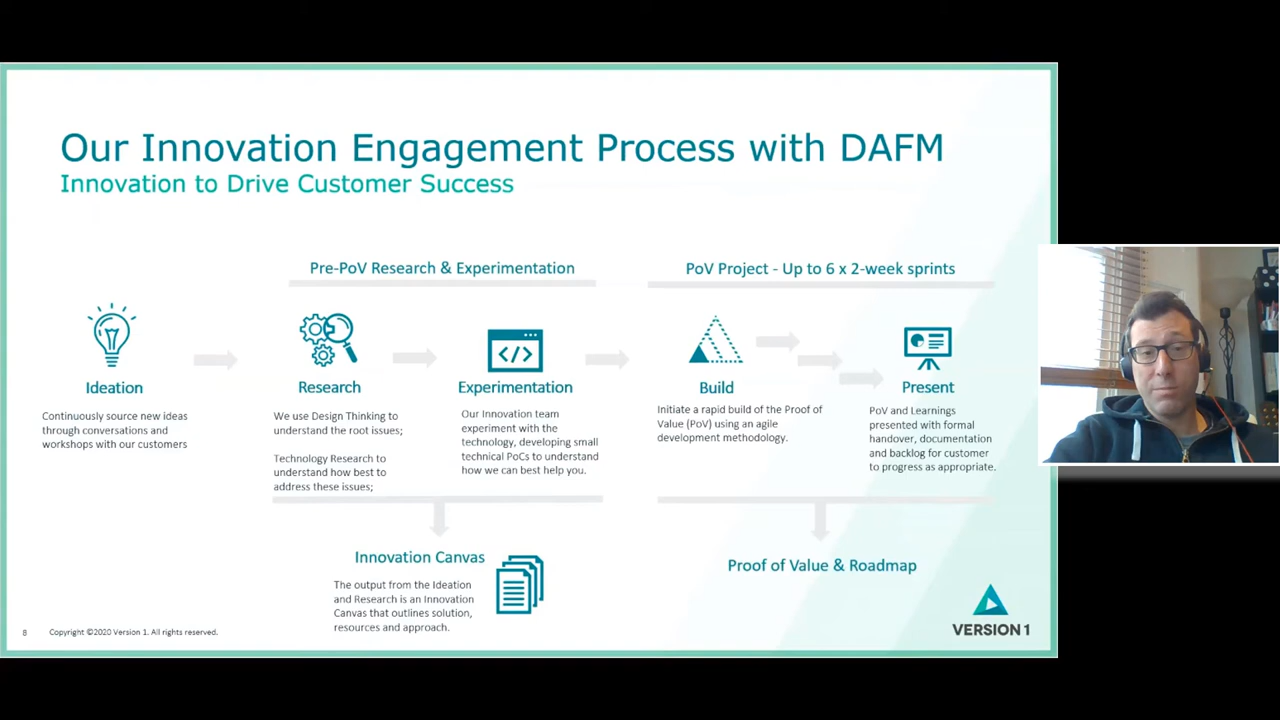 Our Innovation Engagement Process with DAFM
Innovation to Drive Customer Success
Pre-PoV Research & Experimentation
PoV Project - Up to 6 x 2-week sprints
Ideation
Continuously source new ideas
through conversations and
workshops with our customers
Research
We use Design Thinking to
understand the root issues;
Technology Research to
understand how best to
address these issues;
Experimentation
Our Innovation team
experiment with the
technology, developing small
technical PoCs to understand
how we can best help you.
Build
Initiate a rapid build of the Proof of
Value (PoV) using an agile
development methodology.
Present
PoV and Learnings
presented with formal
handover, documentation
and backlog for customer
to progress as appropriate.
Innovation Canvas
The output from the Ideation
and Research is an Innovation
Canvas that outlines solution,
resources and approach.
Proof of Value & Roadmap
8
Copyright ©2020 Version 1. All rights reserved.
VERSION 1